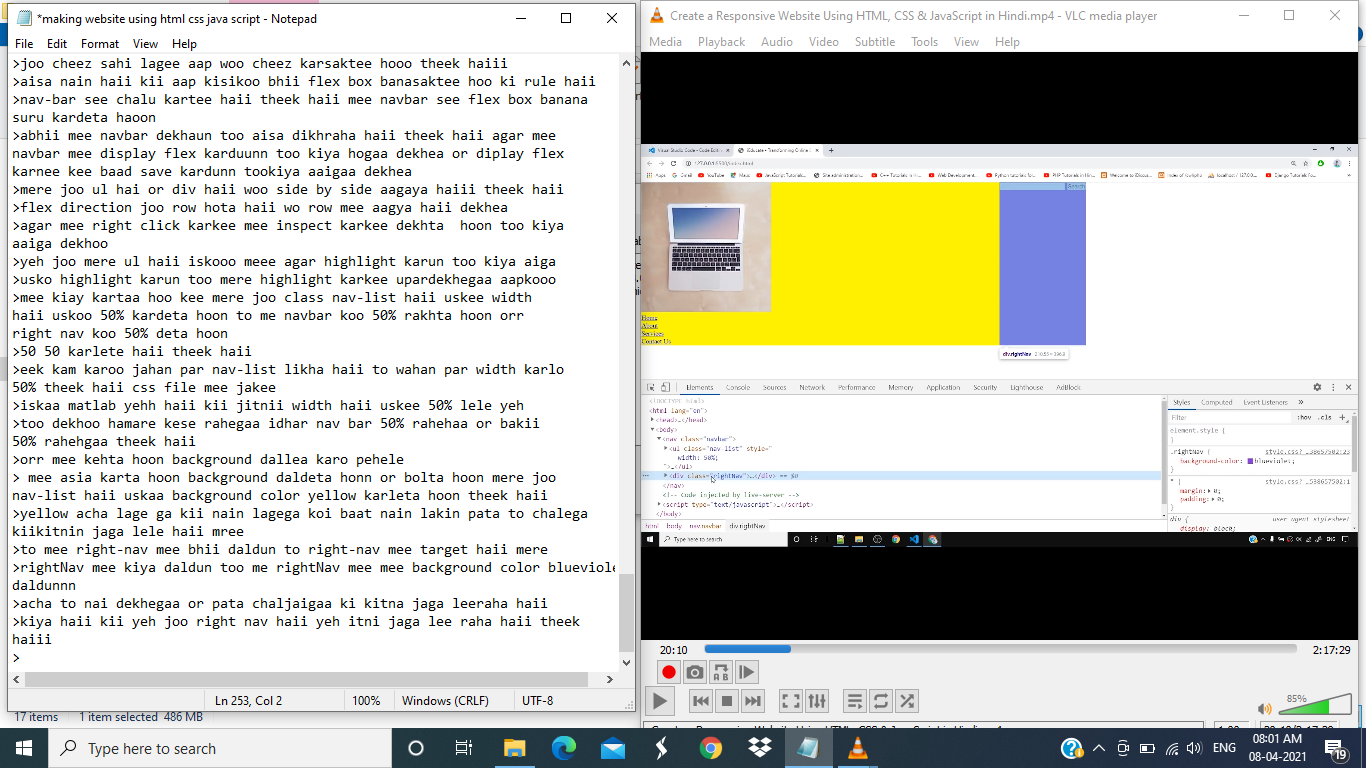 *making website using html css java script - Notepad
File Edit Format View Help
>joo cheez sahi lagee aap woo cheez karsaktee hooo theek haiii
>aisa nain haii kii aap kisikoo bhii flex box banasaktee hoo ki rule haii
>nav-bar see chalu kartee haii theek haii mee navbar see flex box banana
suru kardeta haoon
>abhii mee navbar dekhaun too aisa dikhraha haii theek haii agar mee
navbar mee display flex karduunn too kiya hogaa dekhea or diplay flex
karnee kee baad save kardunn tookiya aaigaa dekhea
>mere joo ul hai or div haii woo side by side aagaya haiii theek haii
>flex direction joo row hota haii wo row mee aagya haii dekhea
>agar mee right click karkee mee inspect karkee dekhta  hoon too kiya
aaiga dekhoo
>yeh joo mere ul haii iskooo meee agar highlight karun too kiya aiga
>usko highlight karun too mere highlight karkee upardekhegaa aapkooo
>mee kiay kartaa hoo kee mere joo class nav-list haii uskee width
haii uskoo 50% kardeta hoon to me navbar koo 50% rakhta hoon orr
right nav koo 50% deta hoon
>50 50 karlete haii theek haii
>eek kam karoo jahan par nav-list likha haii to wahan par width karlo
50% theek haii css file mee jakee
>iskaa matlab yehh haii kii jitnii width haii uskee 50% lele yeh
>too dekhoo hamare kese rahegaa idhar nav bar 50% rahehaa or bakii
50% rahehgaa theek haii
>orr mee kehta hoon background dallea karo pehele
> mee asia karta hoon background daldeta honn or bolta hoon mere joo
nav-list haii uskaa background color yellow karleta hoon theek haii
>yellow acha lage ga kii nain lagega koi baat nain lakin pate to chalega
kiikitnin jaga lele haii mree
>to mee right-nav mee bhii daldun to right-nav mee target haii mere
>rightNav mee kiya daldun too me rightNav mee mee background color blueviole
daldunnn
>acha to nai dekhegaa or pata chaljaigaa ki kitna jaga leeraha haii
>kiya haii kii yeh joo right nav haii yeh itni jaga lee raha haii theek
haiii
>
Ln 253, Col 2 100% Windows (CRLF) UTF-8
17 items 1 item selected 486 MB
Create a Responsive Website Using HTML, CSS & JavaScript in Hindi.mp4 - VLC media player
Media Playback Audio Video Subtitle Tools View Help
Home
About
Services
Contact Us
div.rightNav
Elements Console Sources Network Performance Memory Application Security Lighthouse AdBlock
<!DOCTYPE html>
<html lang="en">
<head>…</head>
<body>
<nav class="navbar">
<ul class="nav-list" style="
width: 50%;
">…</ul>
<div class="rightNav">…</div> == $0
</nav>
<!-- Code injected by live-server -->
<script type="text/javascript">…</script>
</body>
html body nav.navbar div.rightNav
Styles Computed Event Listeners »
Filter :hov .cls +
element.style {
}
.rightNav {
background-color: blueviolet;
}
* {
margin: 0;
padding: 0;
}
div { user agent stylesheet
display: block;
Type here to search
ENG
20:10 2:17:29
85%
Type here to search
ENG
08:01 AM
08-04-2021
19